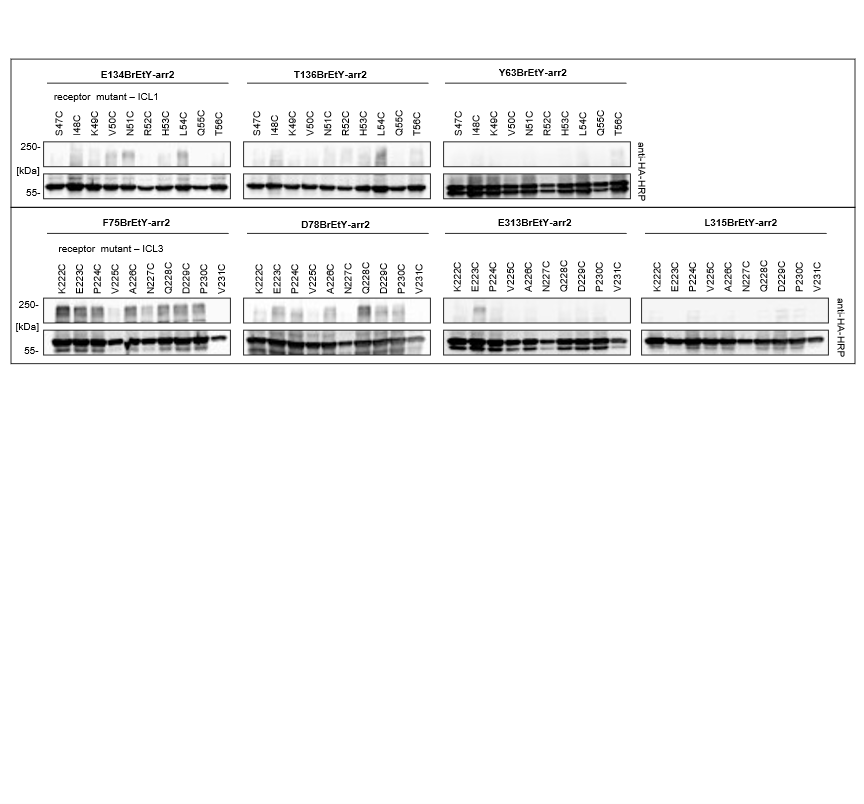 E134BrEtY-arr2 T136BrEtY-arr2 Y63BrEtY-arr2
receptor mutant – ICL1
S47C I48C K49C V50C N51C R52C H53C L54C Q55C T56C S47C I48C K49C V50C N51C R52C H53C L54C Q55C T56C S47C I48C K49C V50C N51C R52C H53C L54C Q55C T56C
250-
[kDa]
55-
anti-HA-HRP
F75BrEtY-arr2 D78BrEtY-arr2 E313BrEtY-arr2 L315BrEtY-arr2
receptor mutant – ICL3
K222C E223C P224C V225C A226C N227C Q228C D229C P230C V231C K222C E223C P224C V225C A226C N227C Q228C D229C P230C V231C K222C E223C P224C V225C A226C N227C Q228C D229C P230C V231C K222C E223C P224C V225C A226C N227C Q228C D229C P230C V231C
250-
[kDa]
55-
anti-HA-HRP